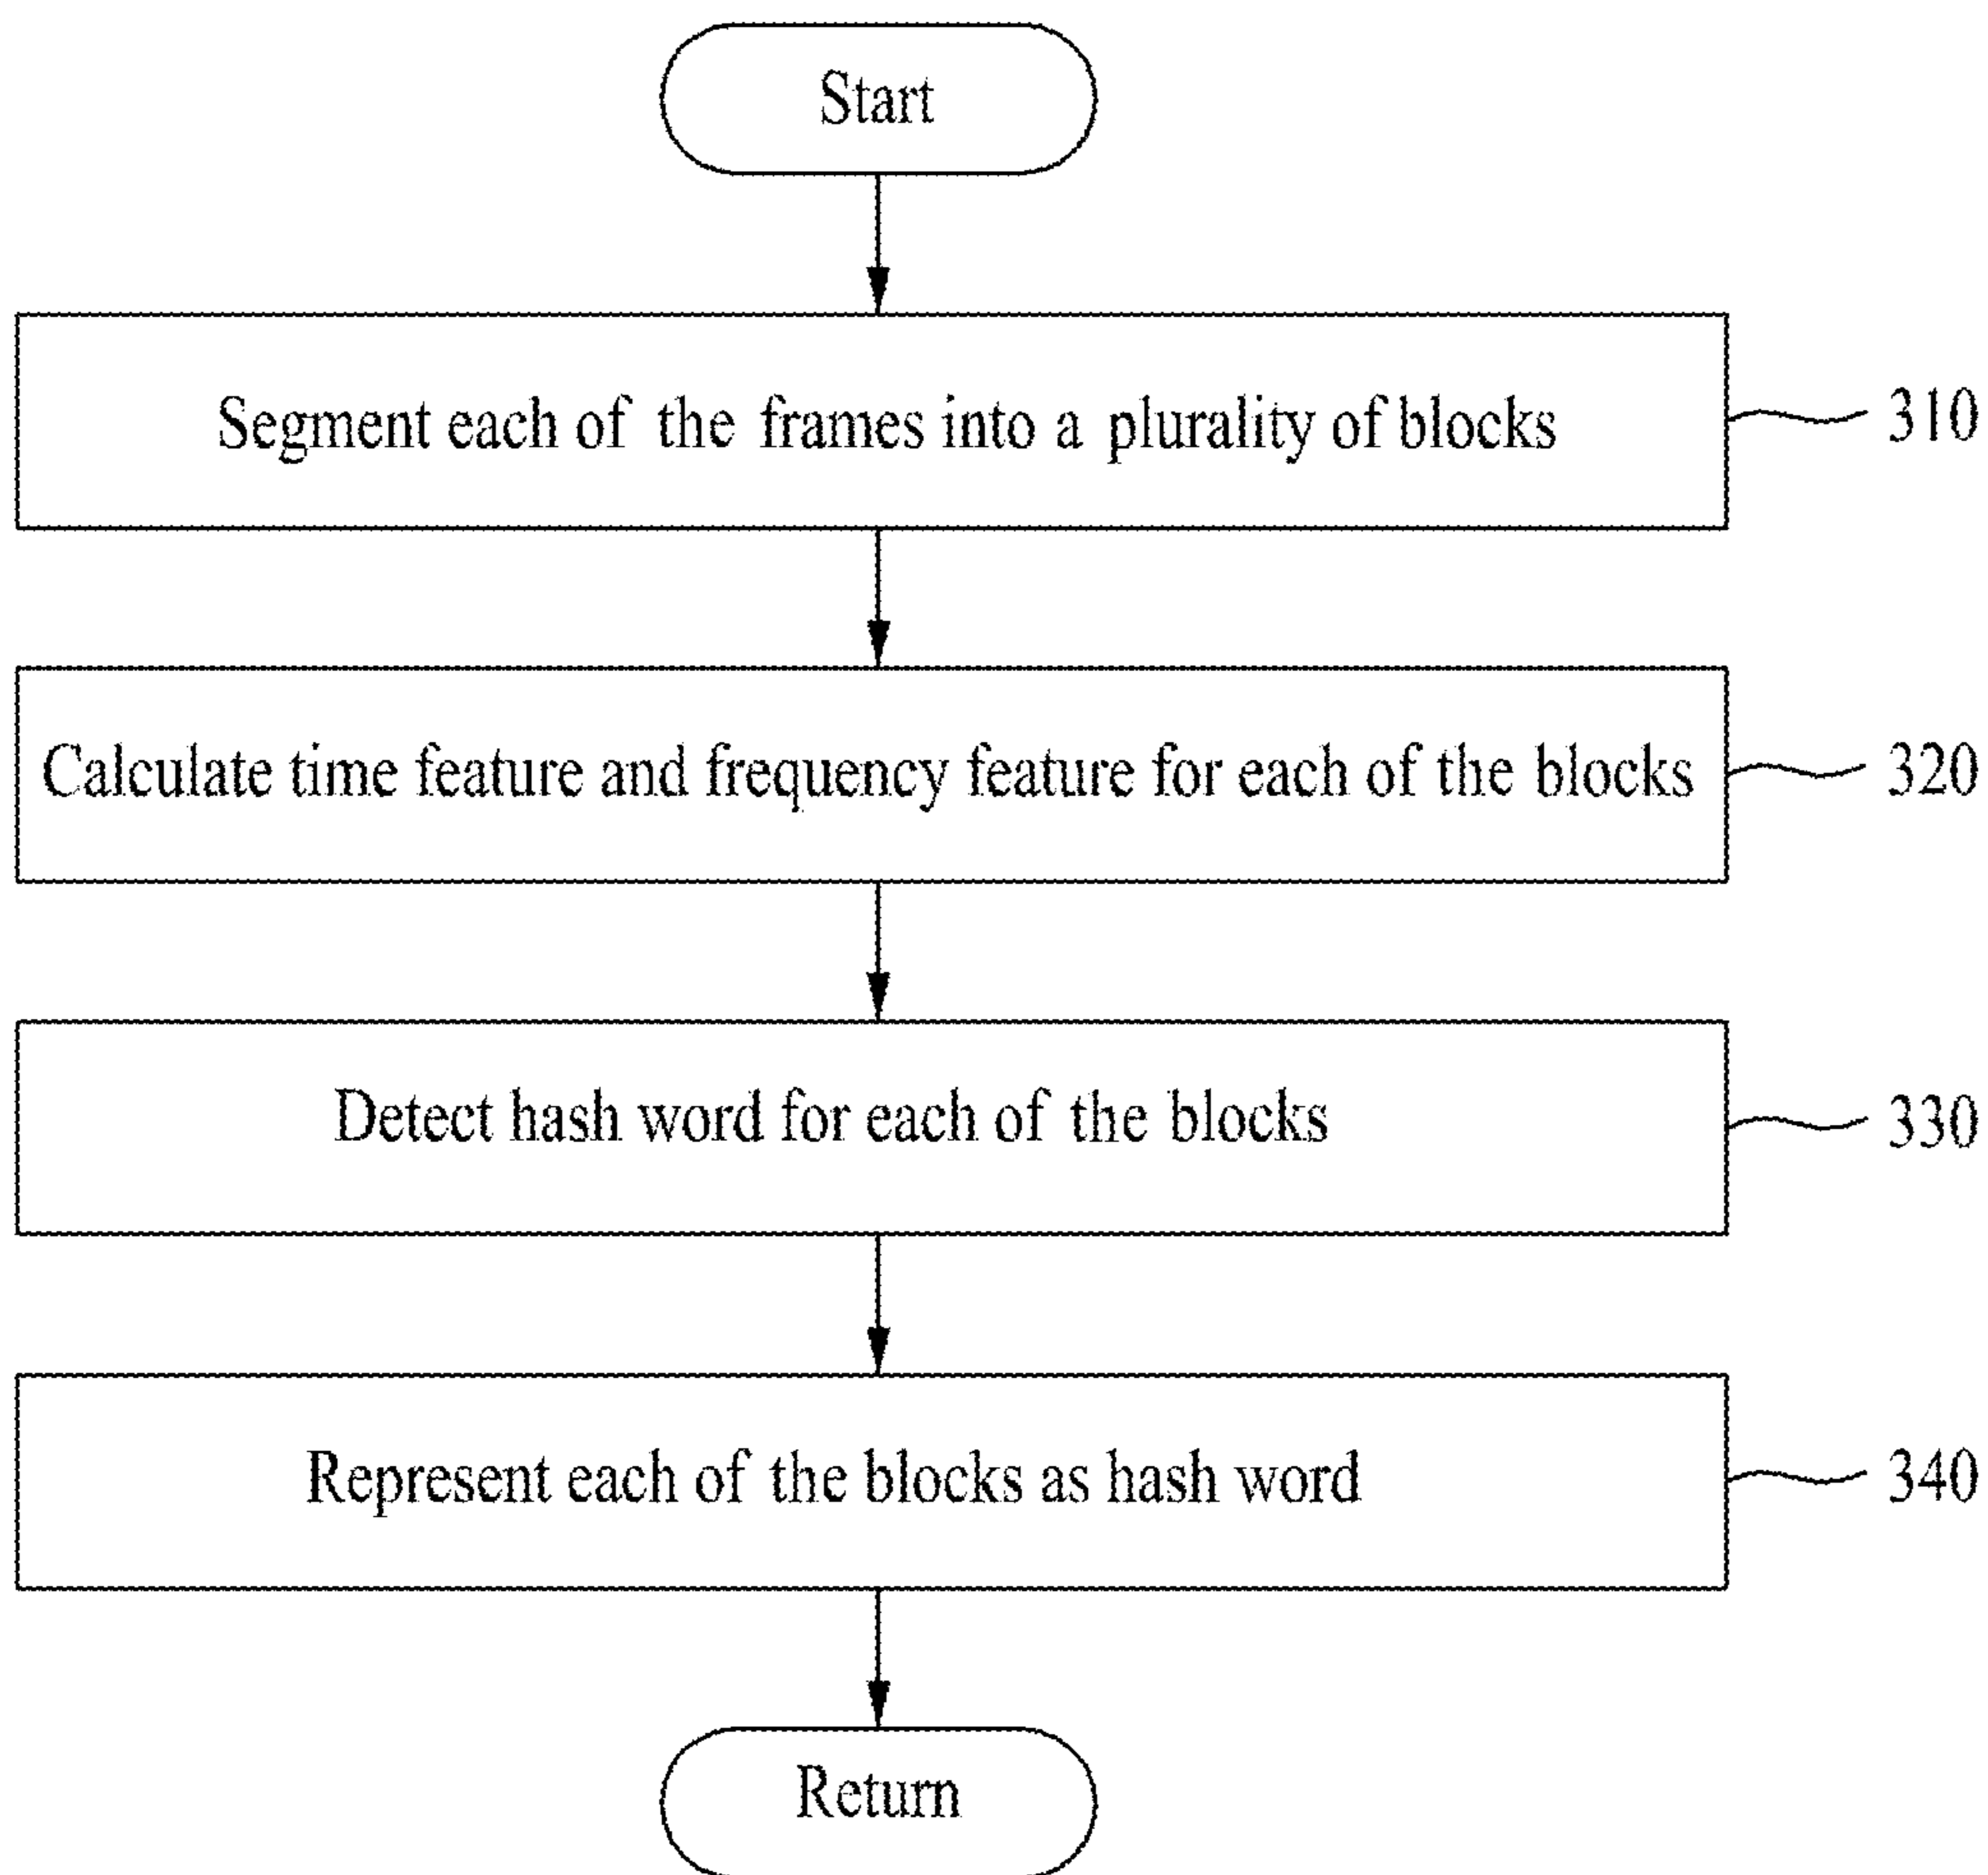 Start
Segment each of the frames into a plurality of blocks 310
Calculate time feature and frequency feature for each of the blocks 320
Detect hash word for each of the blocks 330
Represent each of the blocks as hash word 340
Return